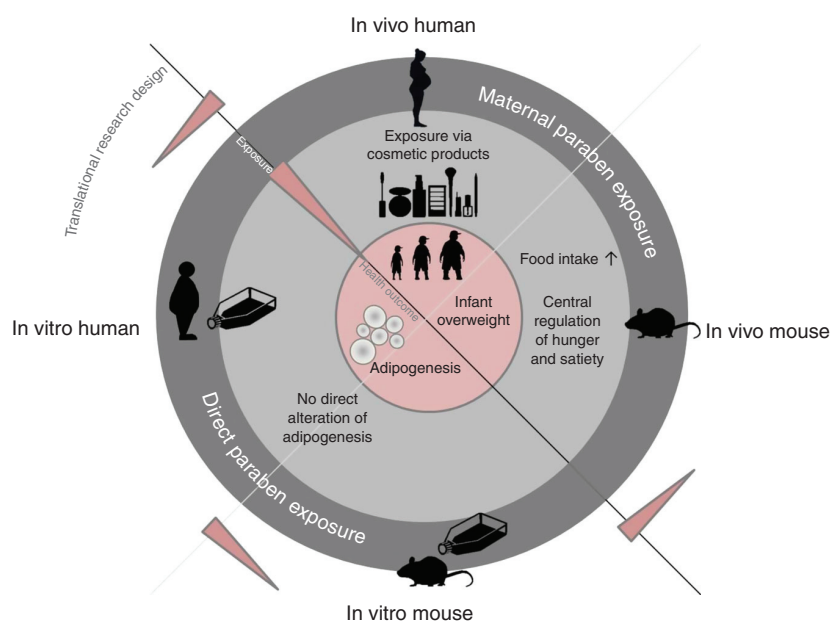 In vivo human
Translational research design
Exposure
Maternal paraben exposure
Exposure via
cosmetic products
Food intake ↑
Health outcome
Infant
overweight
Central
regulation
of hunger
and satiety
In vitro human
In vivo mouse
Adipogenesis
No direct
alteration of
adipogenesis
Direct paraben exposure
In vitro mouse